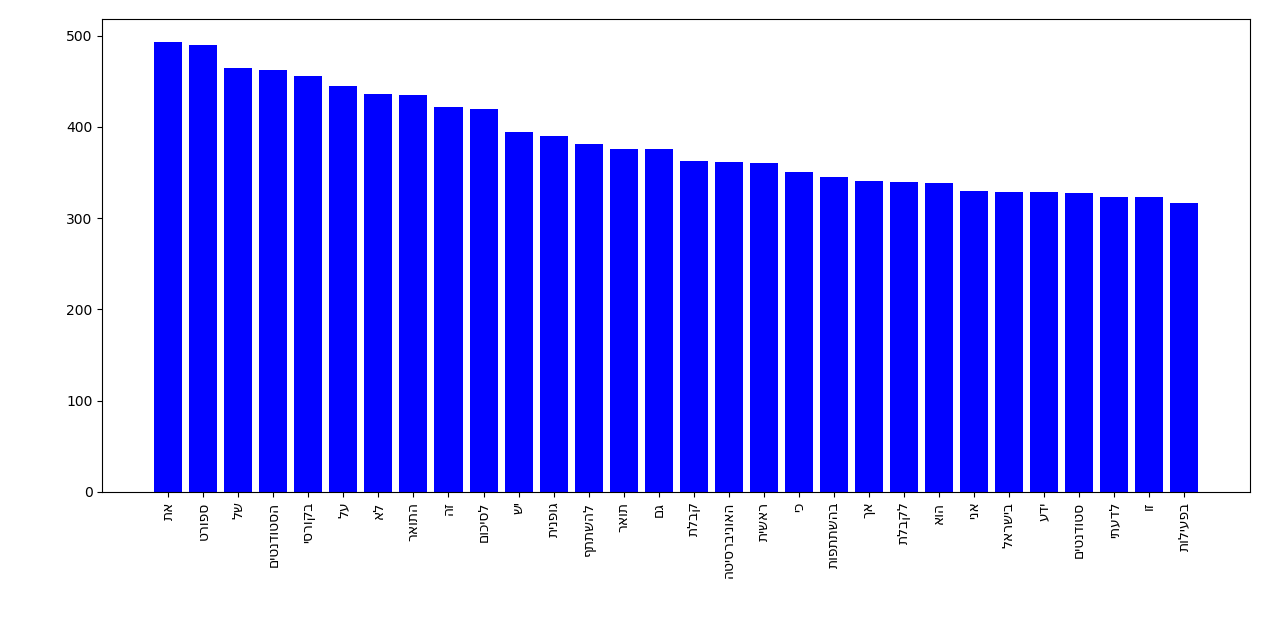 500
400
300
200
100
0
את
ספורט
של
הסטודנטים
בקורסי
על
לא
התואר
זה
לסיכום
יש
גופנית
להשתתף
תואר
גם
קבלת
האוניברסיטה
ראשית
כי
בהשתתפות
אך
לקבלת
הוא
אני
בישראל
ידע
סטודנטים
לדעתי
זו
בפעילות